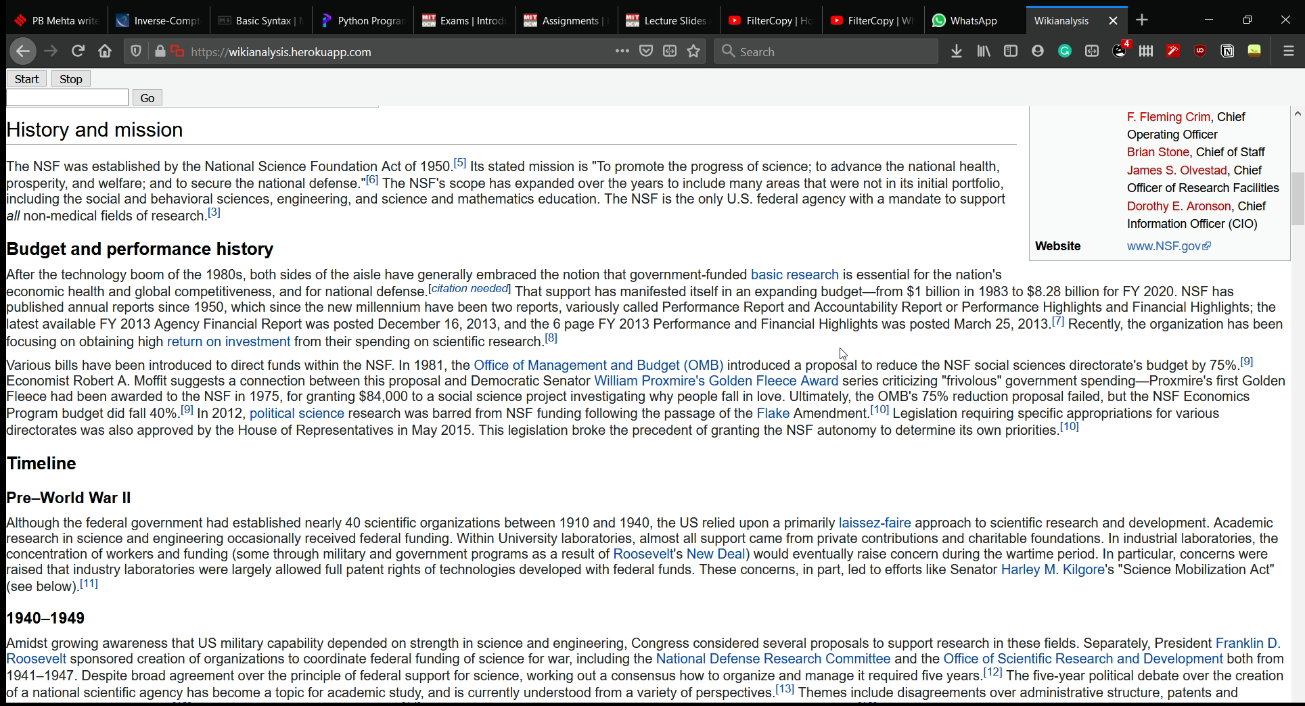 PB Mehta write
Inverse-Compt
Basic Syntax |
Python Progran
Exams | Introdu
Assignments |
Lecture Slides
FilterCopy | Ho
FilterCopy | W
WhatsApp
Wikianalysis
https://wikianalysis.herokuapp.com
Search
4
Start Stop
Go
History and mission
The NSF was established by the National Science Foundation Act of 1950.[5] Its stated mission is "To promote the progress of science; to advance the national health,
prosperity, and welfare; and to secure the national defense."[6] The NSF's scope has expanded over the years to include many areas that were not in its initial portfolio,
including the social and behavioral sciences, engineering, and science and mathematics education. The NSF is the only U.S. federal agency with a mandate to support
all non-medical fields of research.[3]
F. Fleming Crim, Chief
Operating Officer
Brian Stone, Chief of Staff
James S. Olvestad, Chief
Officer of Research Facilities
Dorothy E. Aronson, Chief
Information Officer (CIO)
Website www.NSF.gov
Budget and performance history
After the technology boom of the 1980s, both sides of the aisle have generally embraced the notion that government-funded basic research is essential for the nation's
economic health and global competitiveness, and for national defense.[citation needed] That support has manifested itself in an expanding budget—from $1 billion in 1983 to $8.28 billion for FY 2020. NSF has
published annual reports since 1950, which since the new millennium have been two reports, variously called Performance Report and Accountability Report or Performance Highlights and Financial Highlights; the
latest available FY 2013 Agency Financial Report was posted December 16, 2013, and the 6 page FY 2013 Performance and Financial Highlights was posted March 25, 2013.[7] Recently, the organization has been
focusing on obtaining high return on investment from their spending on scientific research.[8]
Various bills have been introduced to direct funds within the NSF. In 1981, the Office of Management and Budget (OMB) introduced a proposal to reduce the NSF social sciences directorate's budget by 75%.[9]
Economist Robert A. Moffit suggests a connection between this proposal and Democratic Senator William Proxmire's Golden Fleece Award series criticizing "frivolous" government spending—Proxmire's first Golden
Fleece had been awarded to the NSF in 1975, for granting $84,000 to a social science project investigating why people fall in love. Ultimately, the OMB's 75% reduction proposal failed, but the NSF Economics
Program budget did fall 40%.[9] In 2012, political science research was barred from NSF funding following the passage of the Flake Amendment.[10] Legislation requiring specific appropriations for various
directorates was also approved by the House of Representatives in May 2015. This legislation broke the precedent of granting the NSF autonomy to determine its own priorities.[10]
Timeline
Pre–World War II
Although the federal government had established nearly 40 scientific organizations between 1910 and 1940, the US relied upon a primarily laissez-faire approach to scientific research and development. Academic
research in science and engineering occasionally received federal funding. Within University laboratories, almost all support came from private contributions and charitable foundations. In industrial laboratories, the
concentration of workers and funding (some through military and government programs as a result of Roosevelt's New Deal) would eventually raise concern during the wartime period. In particular, concerns were
raised that industry laboratories were largely allowed full patent rights of technologies developed with federal funds. These concerns, in part, led to efforts like Senator Harley M. Kilgore's "Science Mobilization Act"
(see below).[11]
1940–1949
Amidst growing awareness that US military capability depended on strength in science and engineering, Congress considered several proposals to support research in these fields. Separately, President Franklin D.
Roosevelt sponsored creation of organizations to coordinate federal funding of science for war, including the National Defense Research Committee and the Office of Scientific Research and Development both from
1941–1947. Despite broad agreement over the principle of federal support for science, working out a consensus how to organize and manage it required five years.[12] The five-year political debate over the creation
of a national scientific agency has become a topic for academic study, and is currently understood from a variety of perspectives.[13] Themes include disagreements over administrative structure, patents and